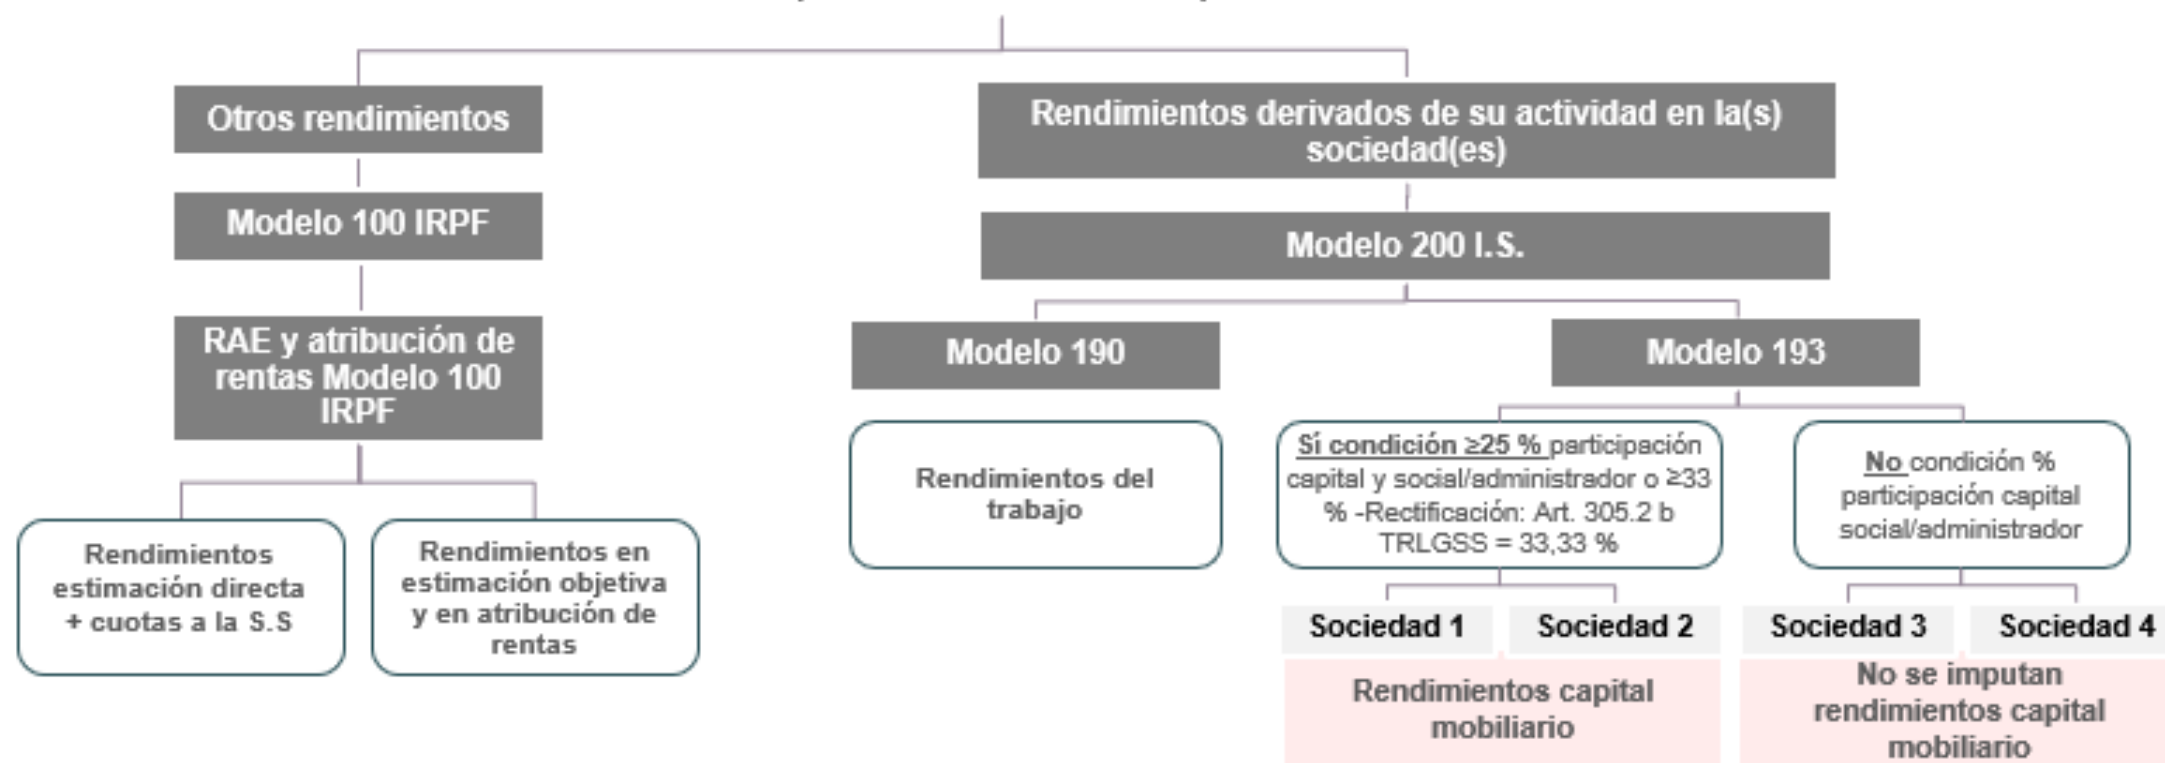 Otros rendimientos
Modelo 100 IRPF
RAE y atribución de
rentas Modelo 100
IRPF
Rendimientos
estimación directa
+ cuotas a la S.S
Rendimientos en
estimación objetiva
y en atribución de
rentas
Rendimientos derivados de su actividad en la(s)
sociedad(es)
Modelo 200 I.S.
Modelo 190
Rendimientos del
trabajo
Modelo 193
Sí condición ≥25 % participación
capital y social/administrador o ≥33
% -Rectificación: Art. 305.2 b
TRLGSS = 33,33 %
Sociedad 1
Sociedad 2
Rendimientos capital
mobiliario
No condición %
participación capital
social/administrador
Sociedad 3
Sociedad 4
No se imputan
rendimientos capital
mobiliario